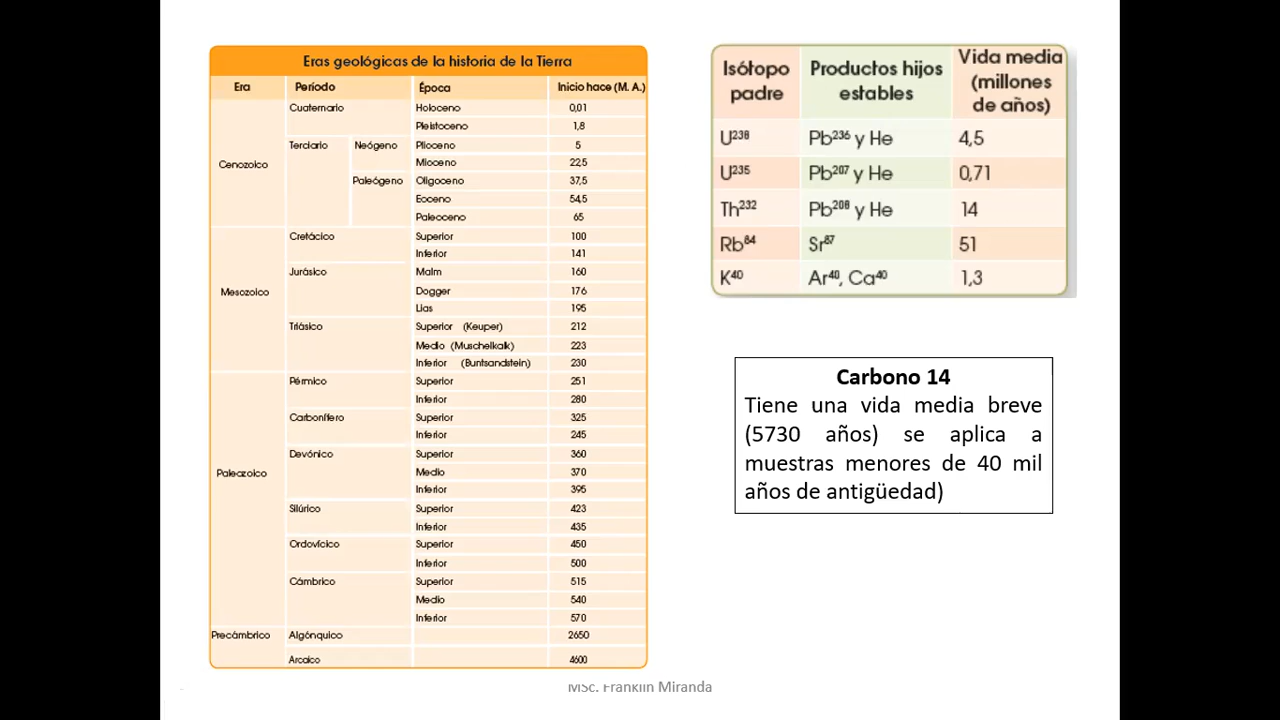 Eras geológicas de la historia de la Tierra
Era Período Época Inicio hace (M. A.)
Cuaternario Holoceno 0,01
Pleistoceno 1,8
Terciario Neógeno Plioceno 5
Cenozoico Mioceno 22,5
Paleógeno Oligoceno 37,5
Eoceno 54,5
Paleoceno 65
Cretácico Superior 100
Inferior 141
Jurásico Malm 160
Mesozoico Dogger 176
Lias 195
Triásico Superior (Keuper) 212
Medio (Muschelkalk) 223
Inferior (Buntsandstein) 230
Pérmico Superior 251
Inferior 280
Carbonífero Superior 325
Inferior 245
Devónico Superior 360
Paleozoico Medio 370
Inferior 395
Silúrico Superior 423
Inferior 435
Ordovícico Superior 450
Inferior 500
Cámbrico Superior 515
Medio 540
Inferior 570
Precámbrico Algónquico 2650
Arcaico 4600
Isótopo padre Productos hijos estables Vida media (millones de años)
U²³⁸ Pb²³⁶ y He 4,5
U²³⁵ Pb²⁰⁷ y He 0,71
Th²³² Pb²⁰⁸ y He 14
Rb⁸⁴ Sr⁸⁷ 51
K⁴⁰ Ar⁴⁰, Ca⁴⁰ 1,3
Carbono 14
Tiene una vida media breve
(5730 años) se aplica a
muestras menores de 40 mil
años de antigüedad)
MSc. Franklin Miranda